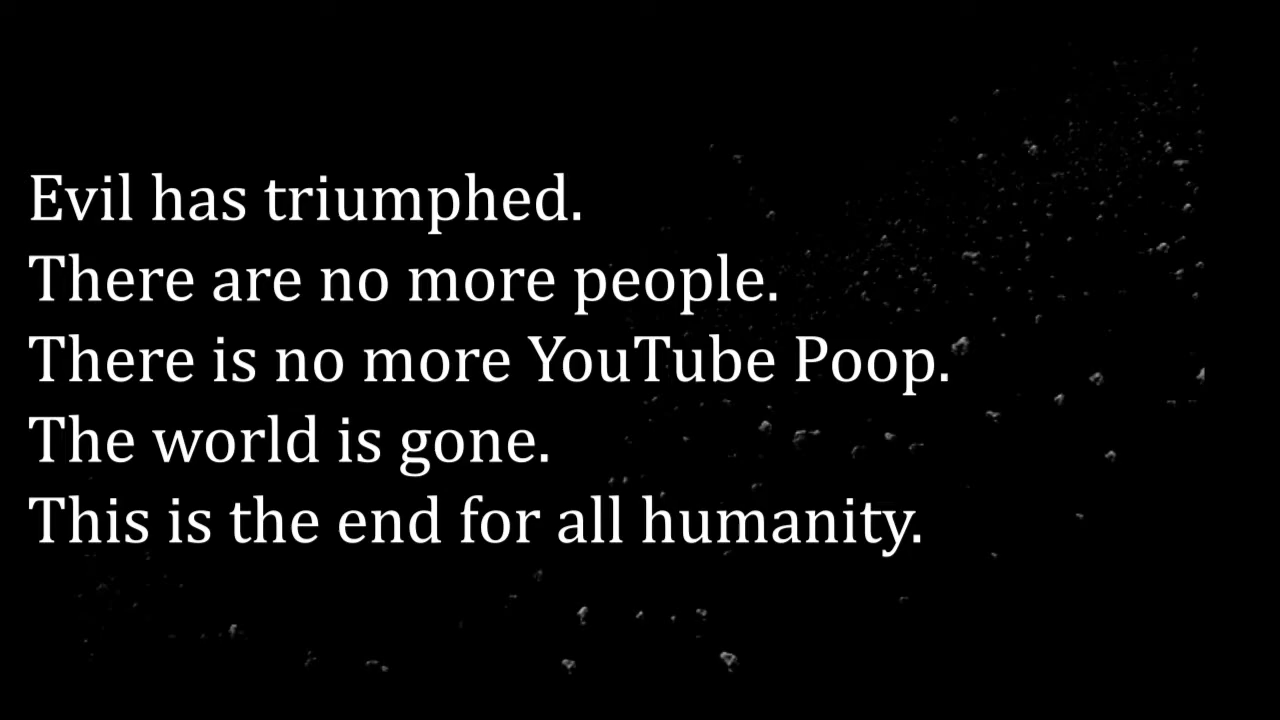 Evil has triumphed.
There are no more people.
There is no more YouTube Poop.
The world is gone.
This is the end for all humanity.